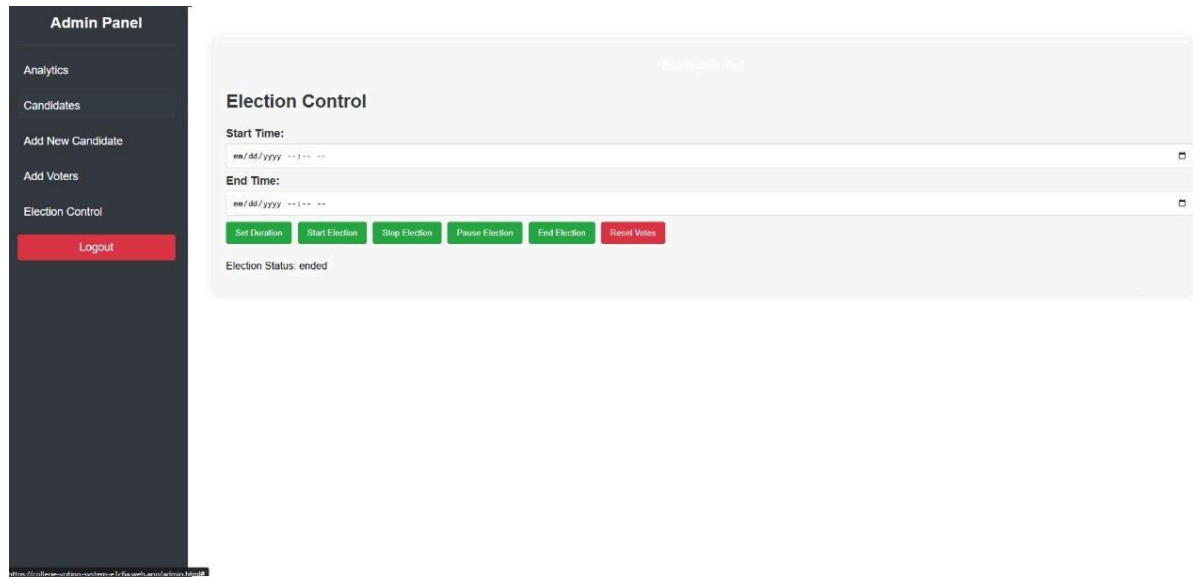 Admin Panel
Analytics
Candidates
Add New Candidate
Add Voters
Election Control
Logout
Election Control
Start Time:
mm/dd/yyyy --:-- --
End Time:
mm/dd/yyyy --:-- --
Set Duration Start Election Stop Election Pause Election End Election Reset Votes
Election Status: ended